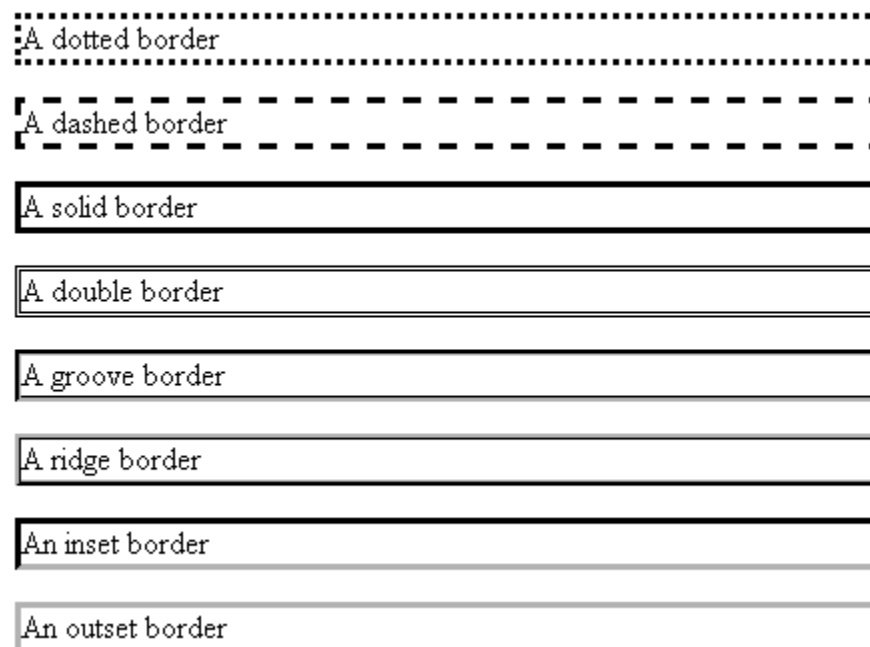 A dotted border
A dashed border
A solid border
A double border
A groove border
A ridge border
An inset border
An outset border